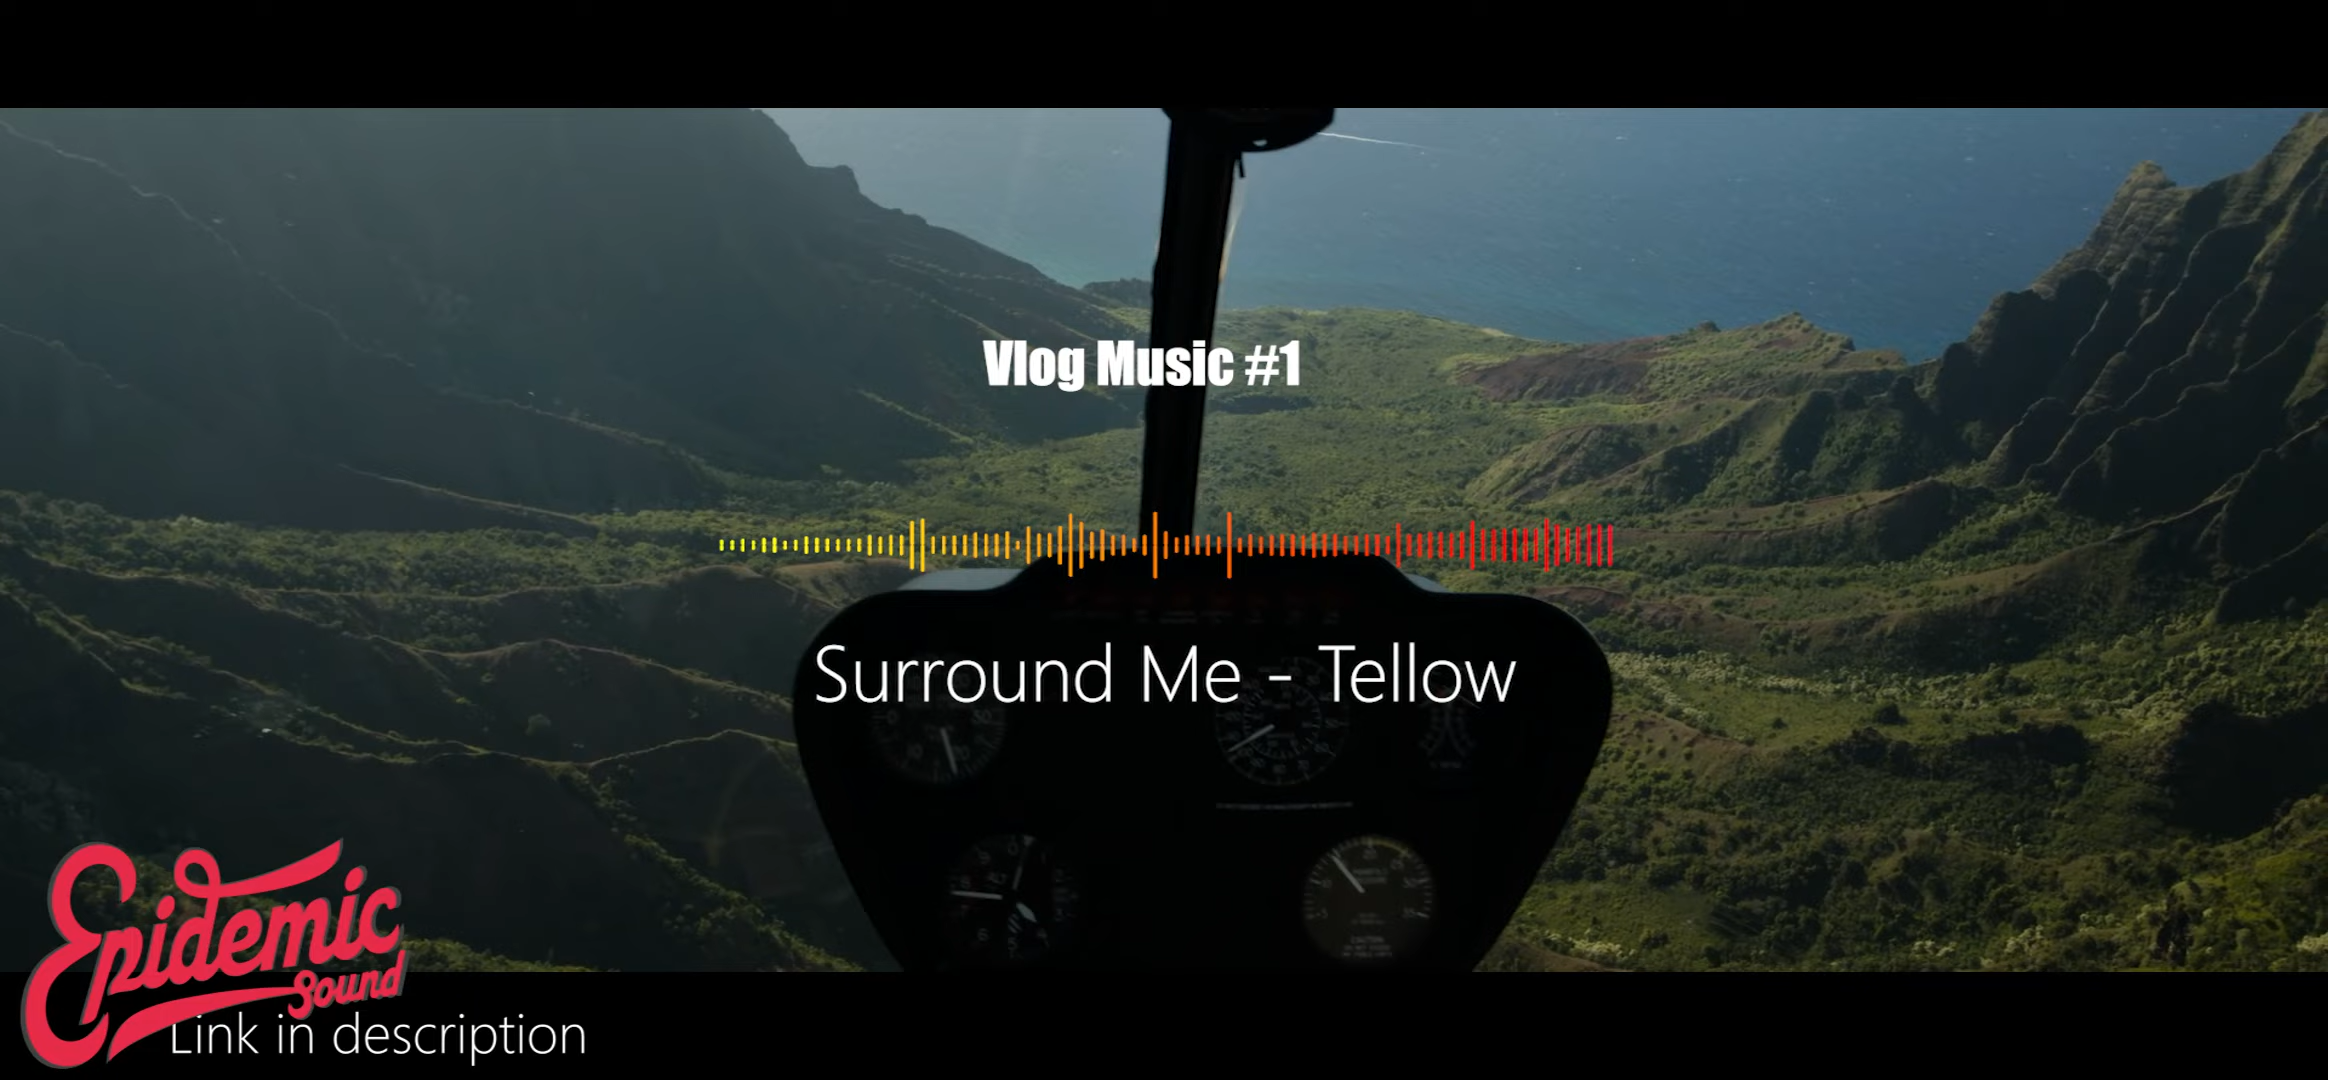 Vlog Music #1
Surround Me - Tellow
Epidemic
Sound
Link in description